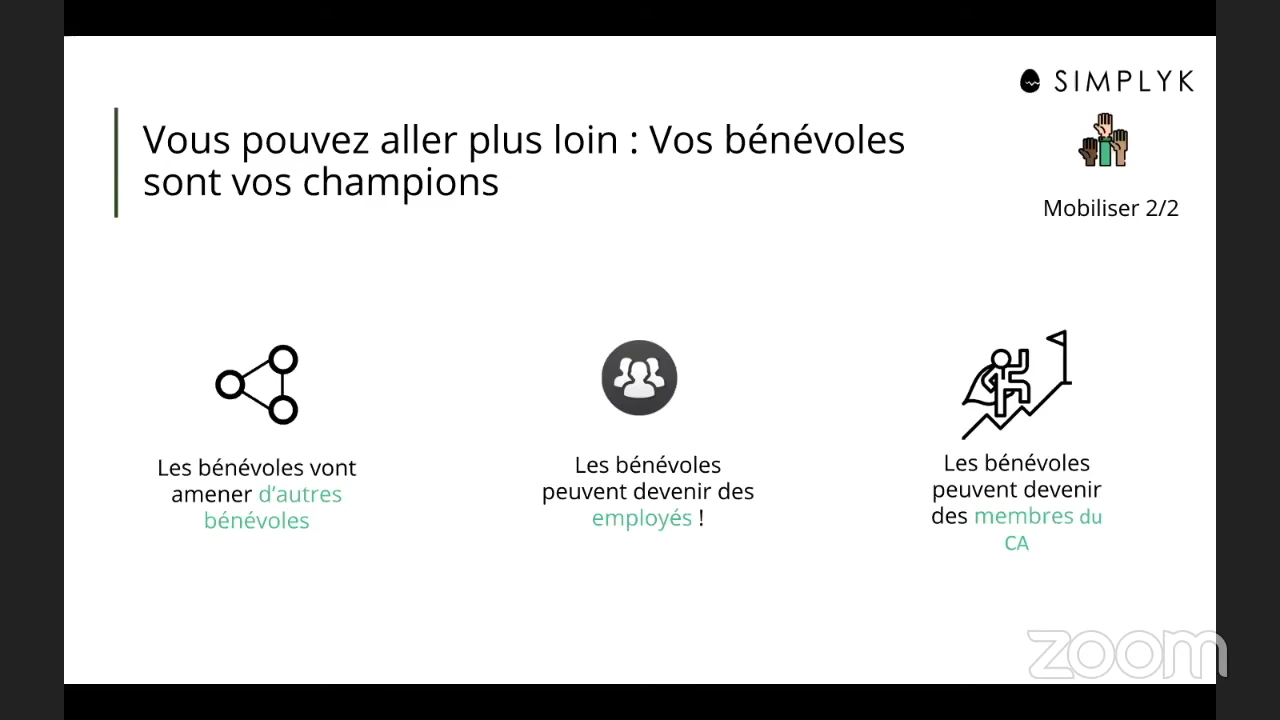 SIMPLYK
Vous pouvez aller plus loin : Vos bénévoles
sont vos champions
Mobiliser 2/2
Les bénévoles vont
amener d’autres
bénévoles
Les bénévoles
peuvent devenir des
employés !
Les bénévoles
peuvent devenir
des membres du
CA
zoom